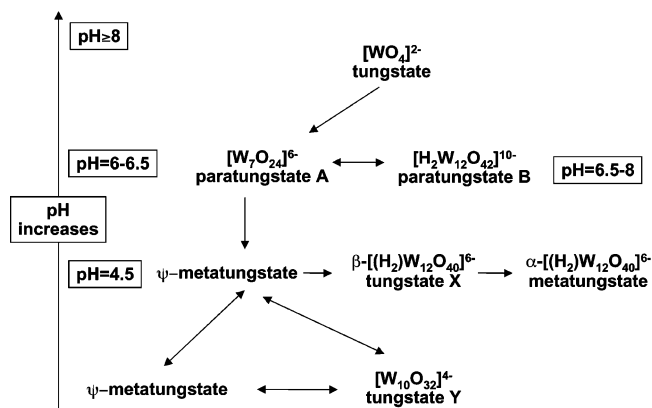 pH≥8
[WO4]2-
tungstate
pH=6-6.5
[W7O24]6-
paratungstate A
[H2W12O42]10-
paratungstate B
pH=6.5-8
pH
increases
pH=4.5
ψ-metatungstate
β-[(H2)W12O40]6-
tungstate X
α-[(H2)W12O40]6-
metatungstate
ψ-metatungstate
[W10O32]4-
tungstate Y